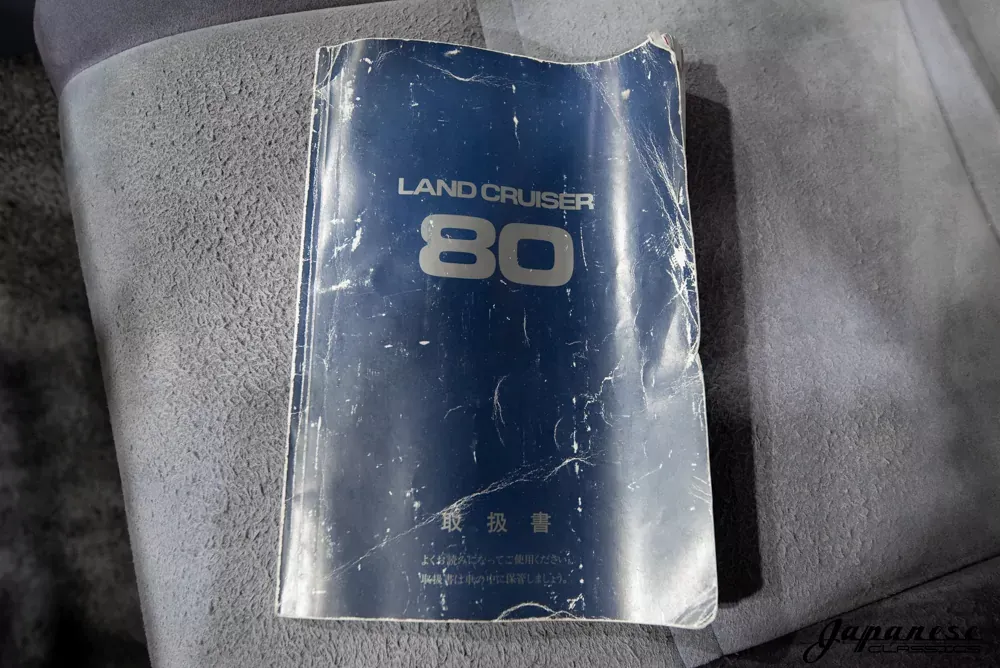 LAND CRUISER
80
取扱書
よくお読みになってご使用ください。
取扱書は車の中に保管しましょう。
Japanese
CLASSICS